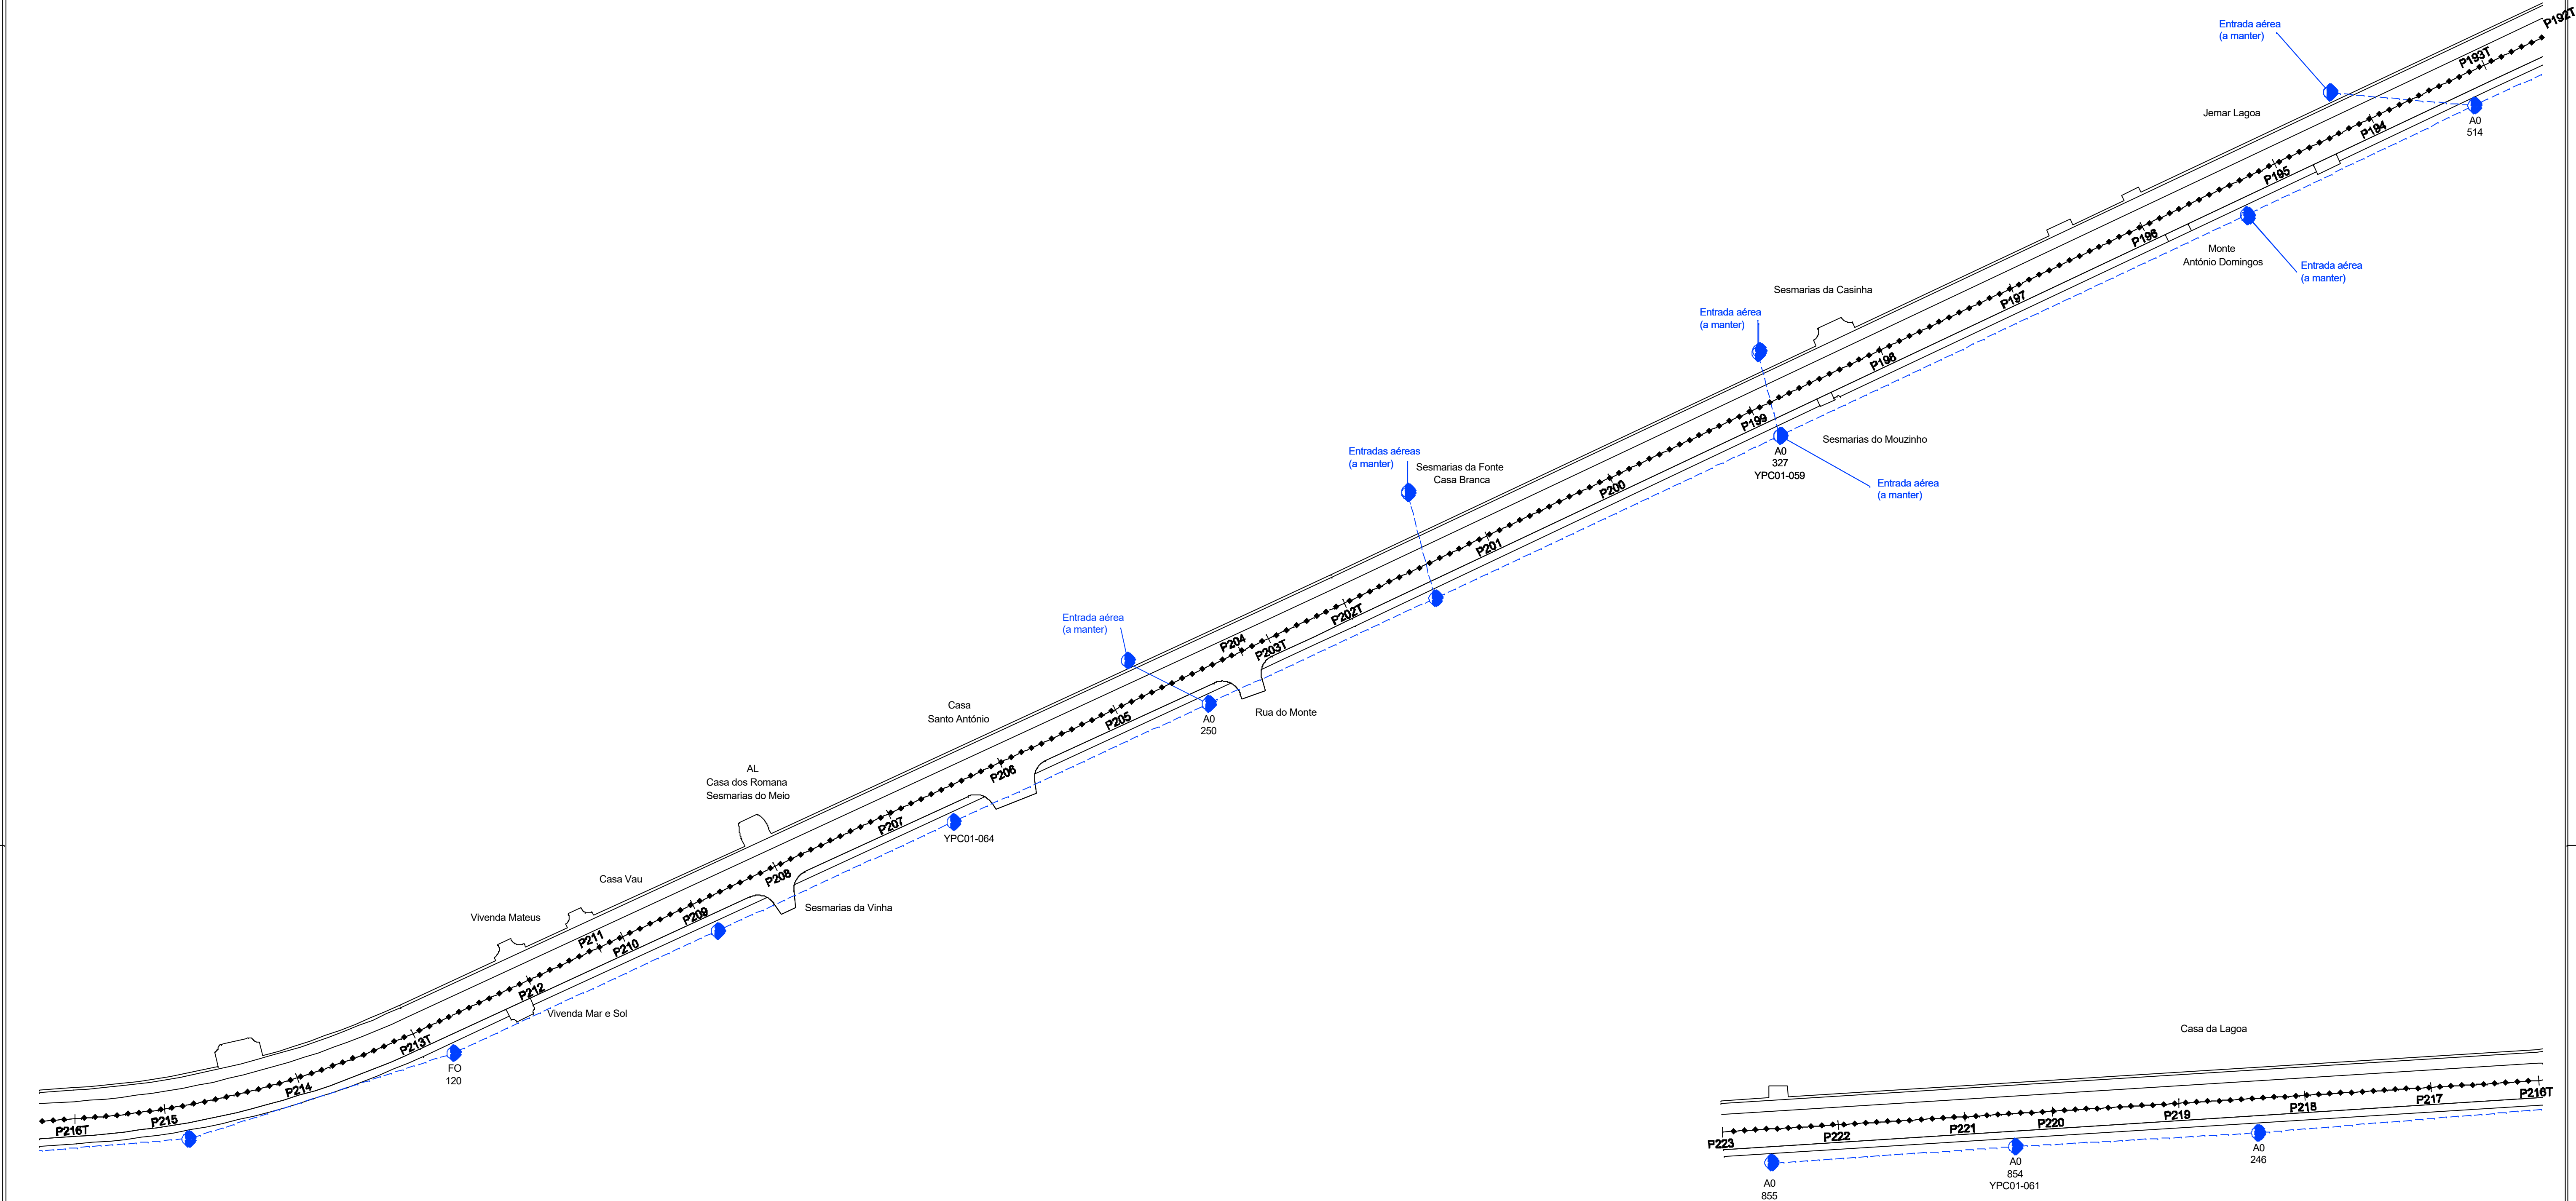 Entrada aérea
(a manter)
P192T
P193T
Jemar Lagoa
P194
A0
514
P195
P196
Monte
António Domingos
Entrada aérea
(a manter)
Sesmarias da Casinha
P197
Entrada aérea
(a manter)
P198
P199
Sesmarias do Mouzinho
A0
327
YPC01-059
Entrada aérea
(a manter)
Entradas aéreas
(a manter)
Sesmarias da Fonte
Casa Branca
P200
P201
P202T
Entrada aérea
(a manter)
P204
P203T
Casa
Santo António
P205
A0
250
Rua do Monte
P206
AL
Casa dos Romana
Sesmarias do Meio
P207
YPC01-064
P208
Casa Vau
Sesmarias da Vinha
Vivenda Mateus
P209
P211
P210
P212
Vivenda Mar e Sol
P213T
FO
120
P214
P215
P216T
Casa da Lagoa
P216T
P217
P218
P219
P220
P221
P222
P223
A0
246
A0
854
YPC01-061
A0
855